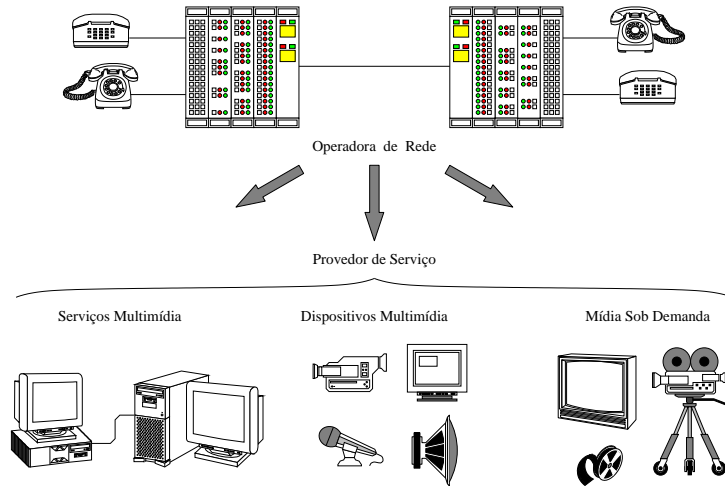 Operadora de Rede
Provedor de Serviço
Serviços Multimídia
Dispositivos Multimídia
Mídia Sob Demanda